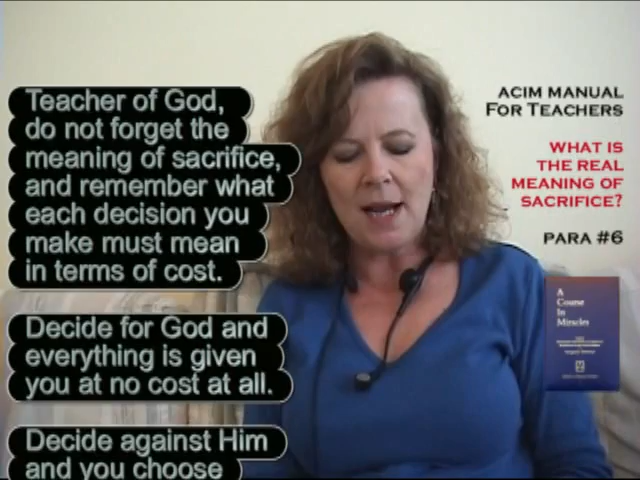 Teacher of God,
do not forget the
meaning of sacrifice,
and remember what
each decision you
make must mean
in terms of cost.
Decide for God and
everything is given
you at no cost at all.
Decide against Him
and you choose
ACIM MANUAL
FOR TEACHERS
WHAT IS
THE REAL
MEANING OF
SACRIFICE?
PARA #6
A
Course
In
Miracles